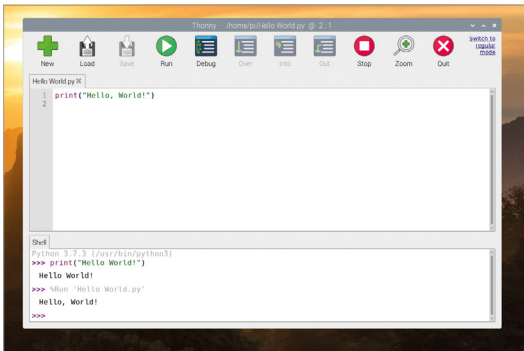 Thonny - /home/pi/Hello World.py @ 2:1
New Load Save Run Debug Over Into Out Stop Zoom Quit
Switch to
regular
mode
Hello World.py
1 print("Hello, World!")
2
Shell
Python 3.7.3 (/usr/bin/python3)
>>> print("Hello World!")
Hello World!
>>> %Run 'Hello World.py'
Hello, World!
>>>